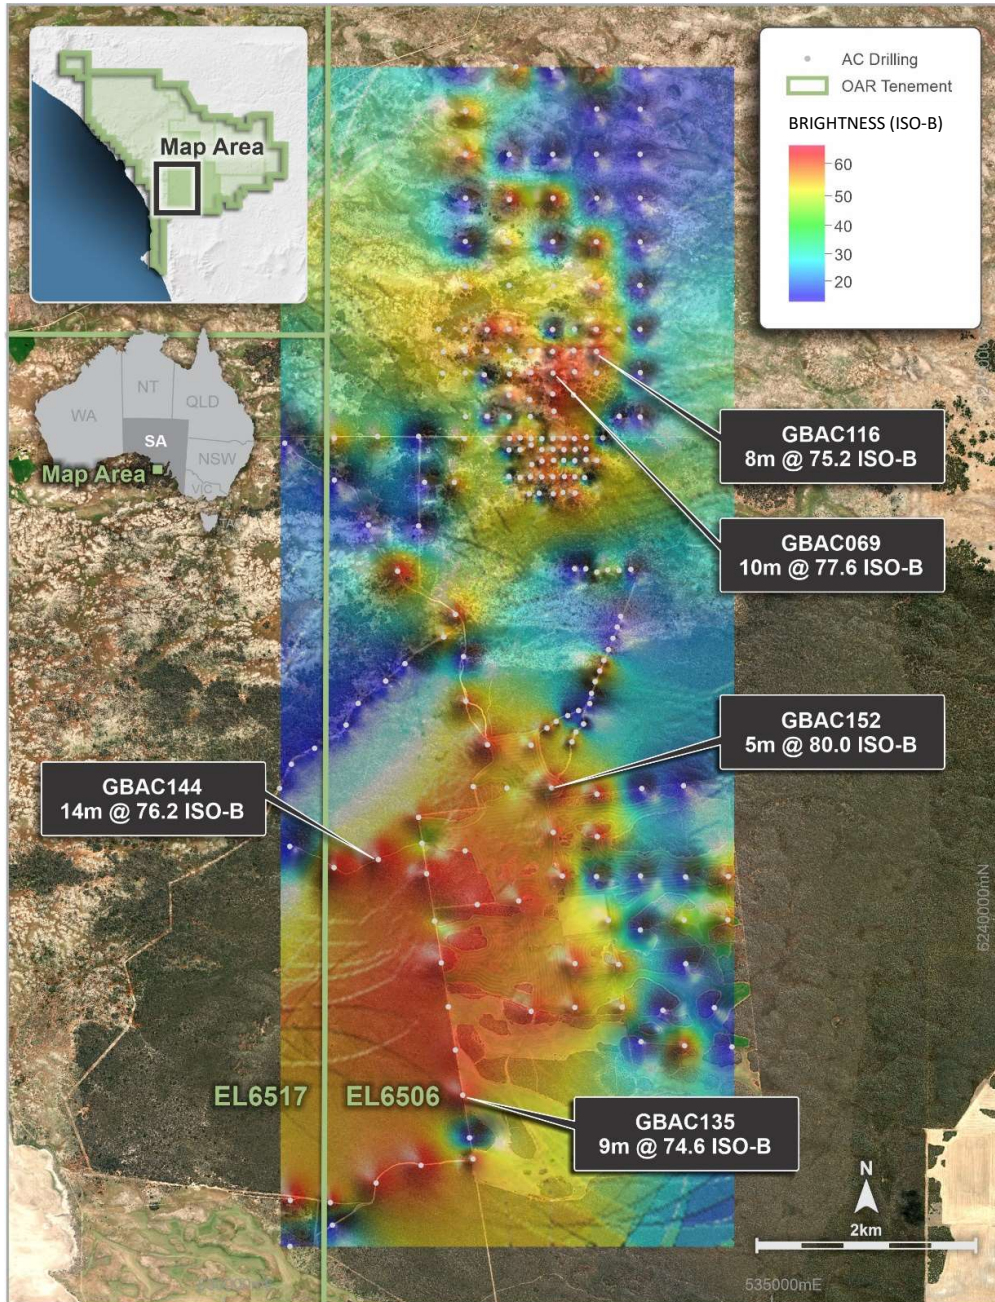 Map Area
AC Drilling
OAR Tenement
BRIGHTNESS (ISO-B)
60
50
40
30
20
NT
QLD
WA
SA
NSW
VIC
Map Area
GBAC116
8m @ 75.2 ISO-B
GBAC069
10m @ 77.6 ISO-B
GBAC152
5m @ 80.0 ISO-B
GBAC144
14m @ 76.2 ISO-B
6240000mN
EL6517
EL6506
GBAC135
9m @ 74.6 ISO-B
N
2km
535000mE